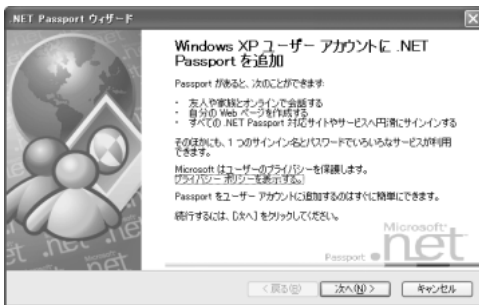 .NET Passport ウィザード
Windows XP ユーザー アカウントに .NET
Passport を追加
Passport があると、次のことができます:
・ 友人や家族とオンラインで会話する
・ 自分の Web ページを作成する
・ すべての .NET Passport 対応サイトやサービスへ円滑にサインインする
そのほかにも、1 つのサインイン名とパスワードでいろいろなサービスが利用
できます。
Microsoft はユーザーのプライバシーを保護します。
プライバシー ポリシーを表示する。
Passport をユーザー アカウントに追加するのはすぐに簡単にできます。
続行するには、[次へ] をクリックしてください。
Microsoft
Passport net
.net .net
< 戻る(B) 次へ(N) > キャンセル